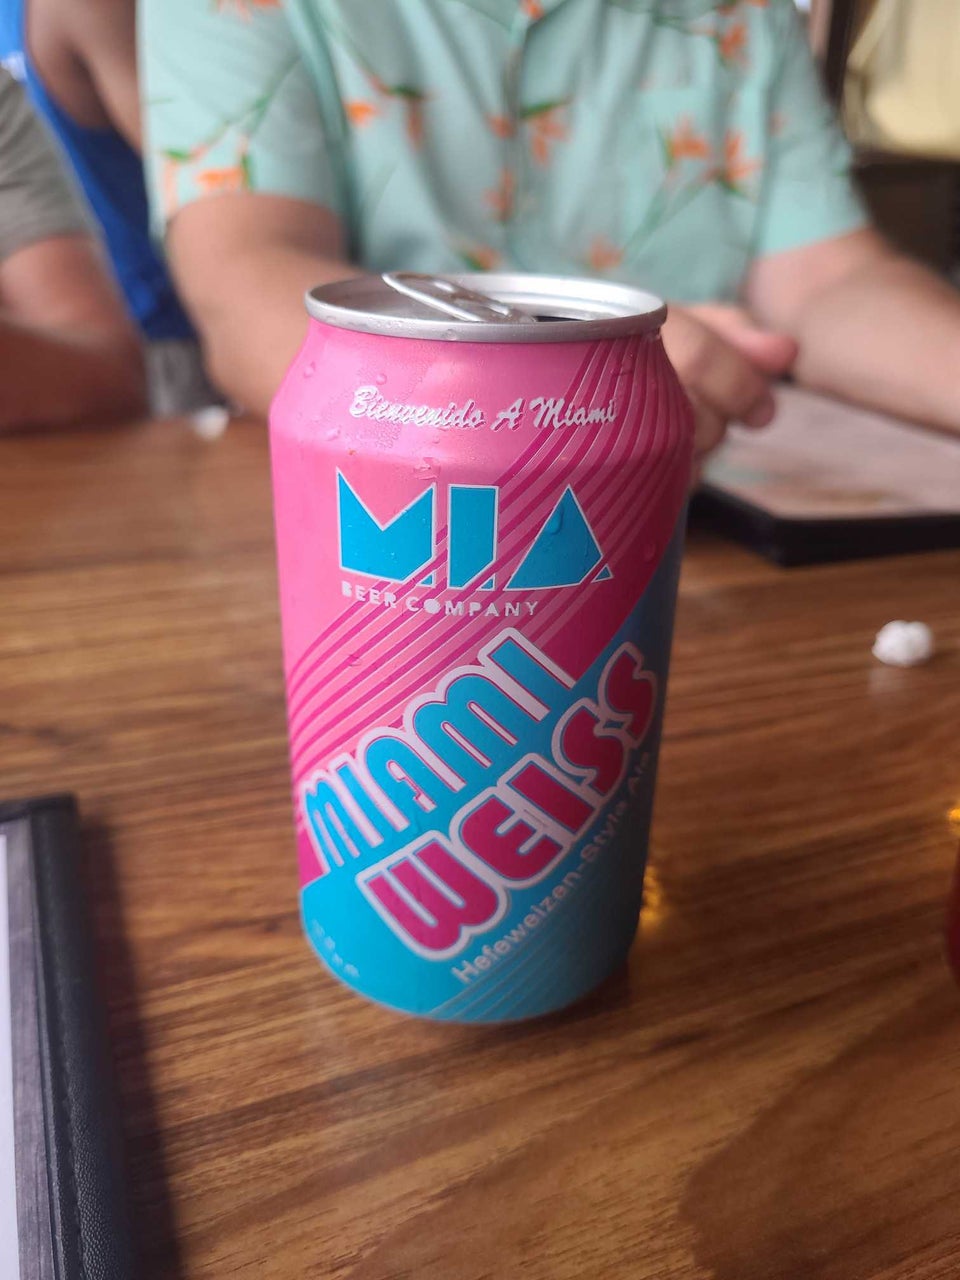 Bienvenido A Miami
MIA
BEER COMPANY
MIAMI
WEISS
Hefeweizen-Style Ale